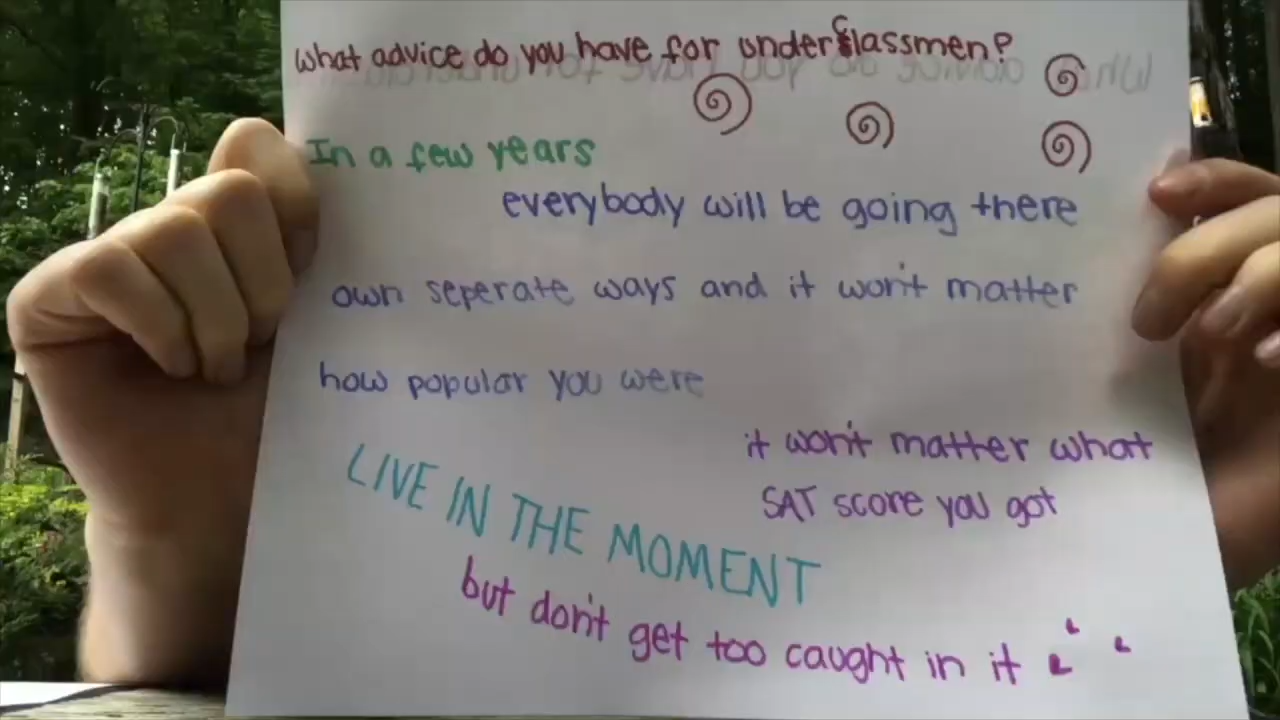 What advice do you have for underclassmen?
In a few years
everybody will be going there
own seperate ways and it won't matter
how popular you were
it won't matter what
SAT score you got
LIVE IN THE MOMENT
but don't get too caught in it